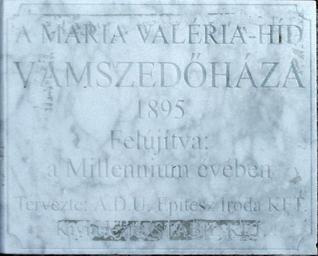 A MÁRIA VALÉRIA-HÍD
VÁMSZEDŐHÁZA
1895
Felújítva:
a Millennium évében
Tervezte: A.D.U. Építész Iroda KFT.